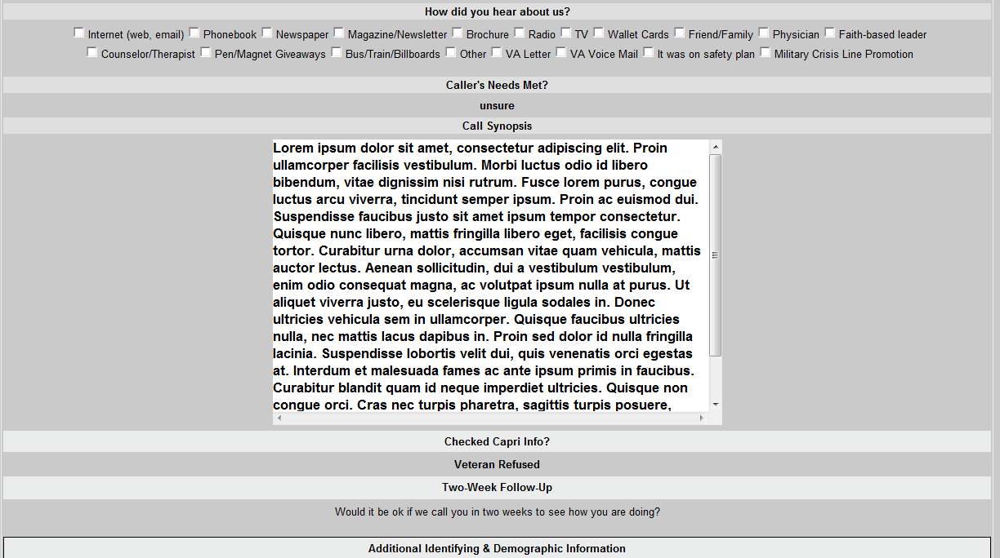 How did you hear about us?
Internet (web, email) Phonebook Newspaper Magazine/Newsletter Brochure Radio TV Wallet Cards Friend/Family Physician Faith-based leader
Counselor/Therapist Pen/Magnet Giveaways Bus/Train/Billboards Other VA Letter VA Voice Mail It was on safety plan Military Crisis Line Promotion
Caller's Needs Met?
unsure
Call Synopsis
Lorem ipsum dolor sit amet, consectetur adipiscing elit. Proin
ullamcorper facilisis vestibulum. Morbi luctus odio id libero
bibendum, vitae dignissim nisi rutrum. Fusce lorem purus, congue
luctus arcu viverra, tincidunt semper ipsum. Proin ac euismod dui.
Suspendisse faucibus justo sit amet ipsum tempor consectetur.
Quisque nunc libero, mattis fringilla libero eget, facilisis congue
tortor. Curabitur urna dolor, accumsan vitae quam vehicula, mattis
auctor lectus. Aenean sollicitudin, dui a vestibulum vestibulum,
enim odio consequat magna, ac volutpat ipsum nulla at purus. Ut
aliquet viverra justo, eu scelerisque ligula sodales in. Donec
ultricies vehicula sem in ullamcorper. Quisque faucibus ultricies
nulla, nec mattis lacus dapibus in. Proin sed dolor id nulla fringilla
lacinia. Suspendisse lobortis velit dui, quis venenatis orci egestas
at. Interdum et malesuada fames ac ante ipsum primis in faucibus.
Curabitur blandit quam id neque imperdiet ultricies. Quisque non
congue orci. Cras nec turpis pharetra, sagittis turpis posuere,
Checked Capri Info?
Veteran Refused
Two-Week Follow-Up
Would it be ok if we call you in two weeks to see how you are doing?
Additional Identifying & Demographic Information